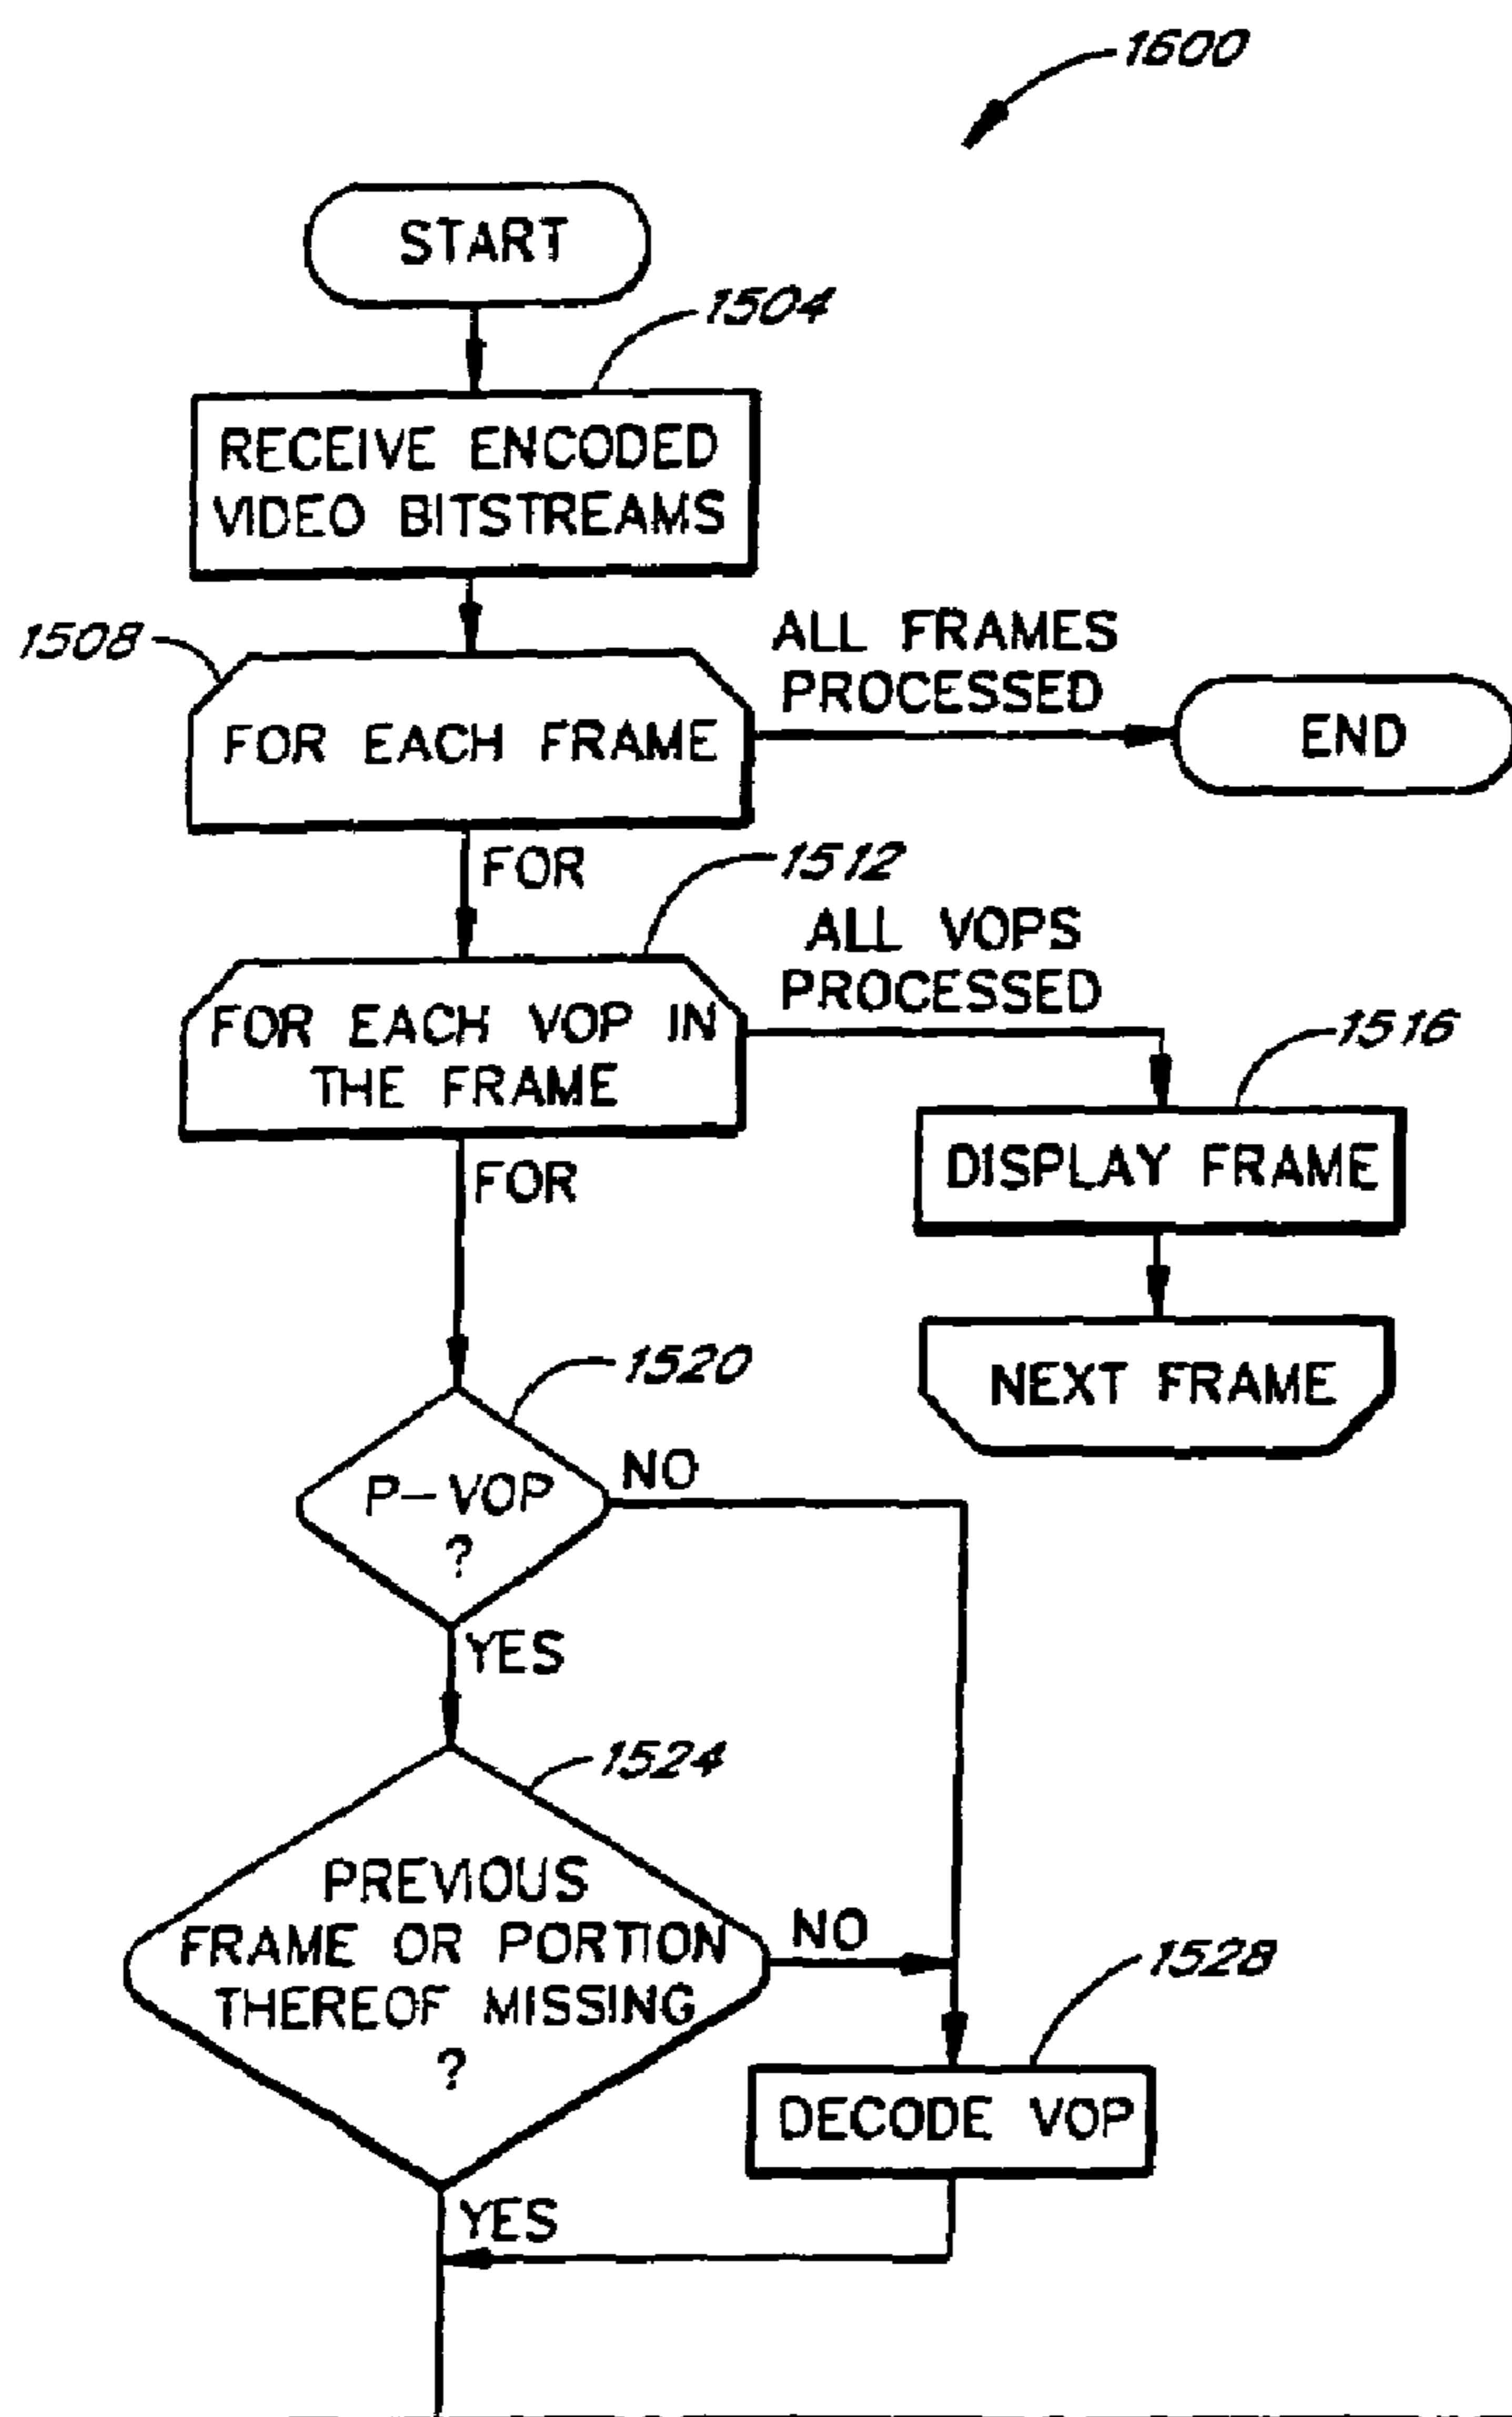 1600
START
1504
RECEIVE ENCODED
VIDEO BITSTREAMS
1508
FOR EACH FRAME
ALL FRAMES
PROCESSED
END
FOR
1512
FOR EACH VOP IN
THE FRAME
ALL VOPS
PROCESSED
1516
DISPLAY FRAME
NEXT FRAME
FOR
1520
P-VOP
?
NO
YES
1524
PREVIOUS
FRAME OR PORTION
THEREOF MISSING
?
NO
1528
DECODE VOP
YES